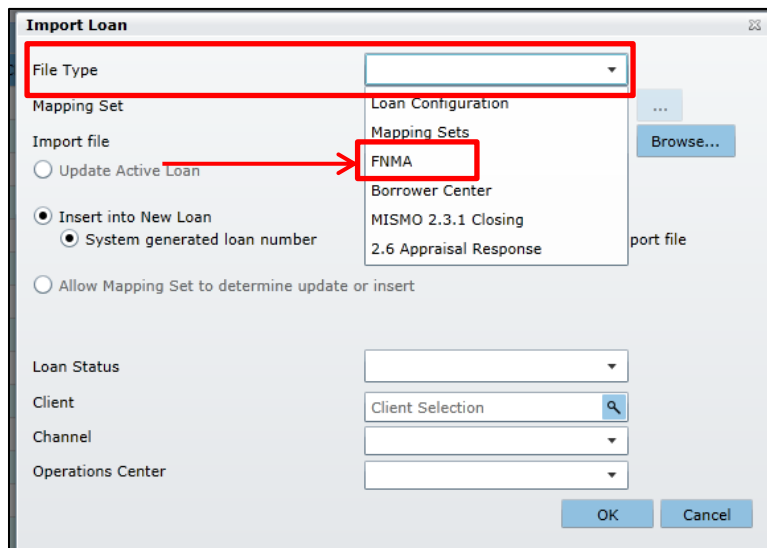 Import Loan
File Type
Loan Configuration
Mapping Set
...
Mapping Sets
Import file
Browse...
FNMA
Update Active Loan
Borrower Center
Insert into New Loan
MISMO 2.3.1 Closing
System generated loan number
port file
2.6 Appraisal Response
Allow Mapping Set to determine update or insert
Loan Status
Client
Client Selection
Channel
Operations Center
OK
Cancel